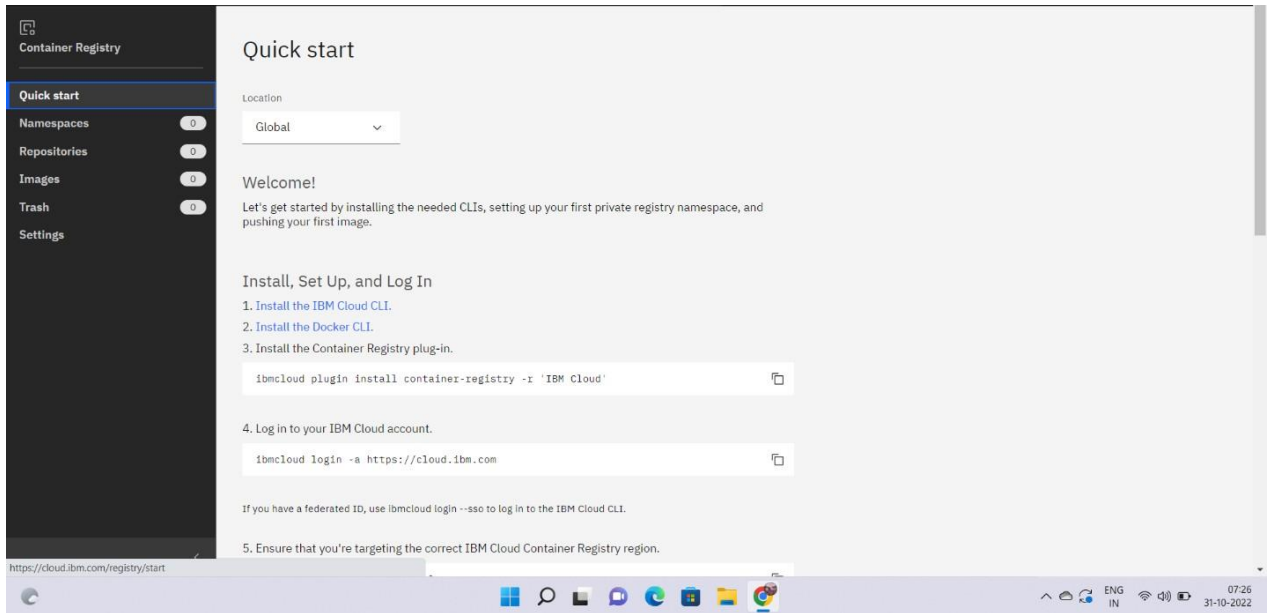 Container Registry
Quick start
Namespaces 0
Repositories 0
Images 0
Trash 0
Settings
Quick start
Location
Global
Welcome!
Let's get started by installing the needed CLIs, setting up your first private registry namespace, and
pushing your first image.
Install, Set Up, and Log In
1. Install the IBM Cloud CLI.
2. Install the Docker CLI.
3. Install the Container Registry plug-in.
ibmcloud plugin install container-registry -r 'IBM Cloud'
4. Log in to your IBM Cloud account.
ibmcloud login -a https://cloud.ibm.com
If you have a federated ID, use ibmcloud login --sso to log in to the IBM Cloud CLI.
5. Ensure that you're targeting the correct IBM Cloud Container Registry region.
https://cloud.ibm.com/registry/start
ENG
IN
07:26
31-10-2022